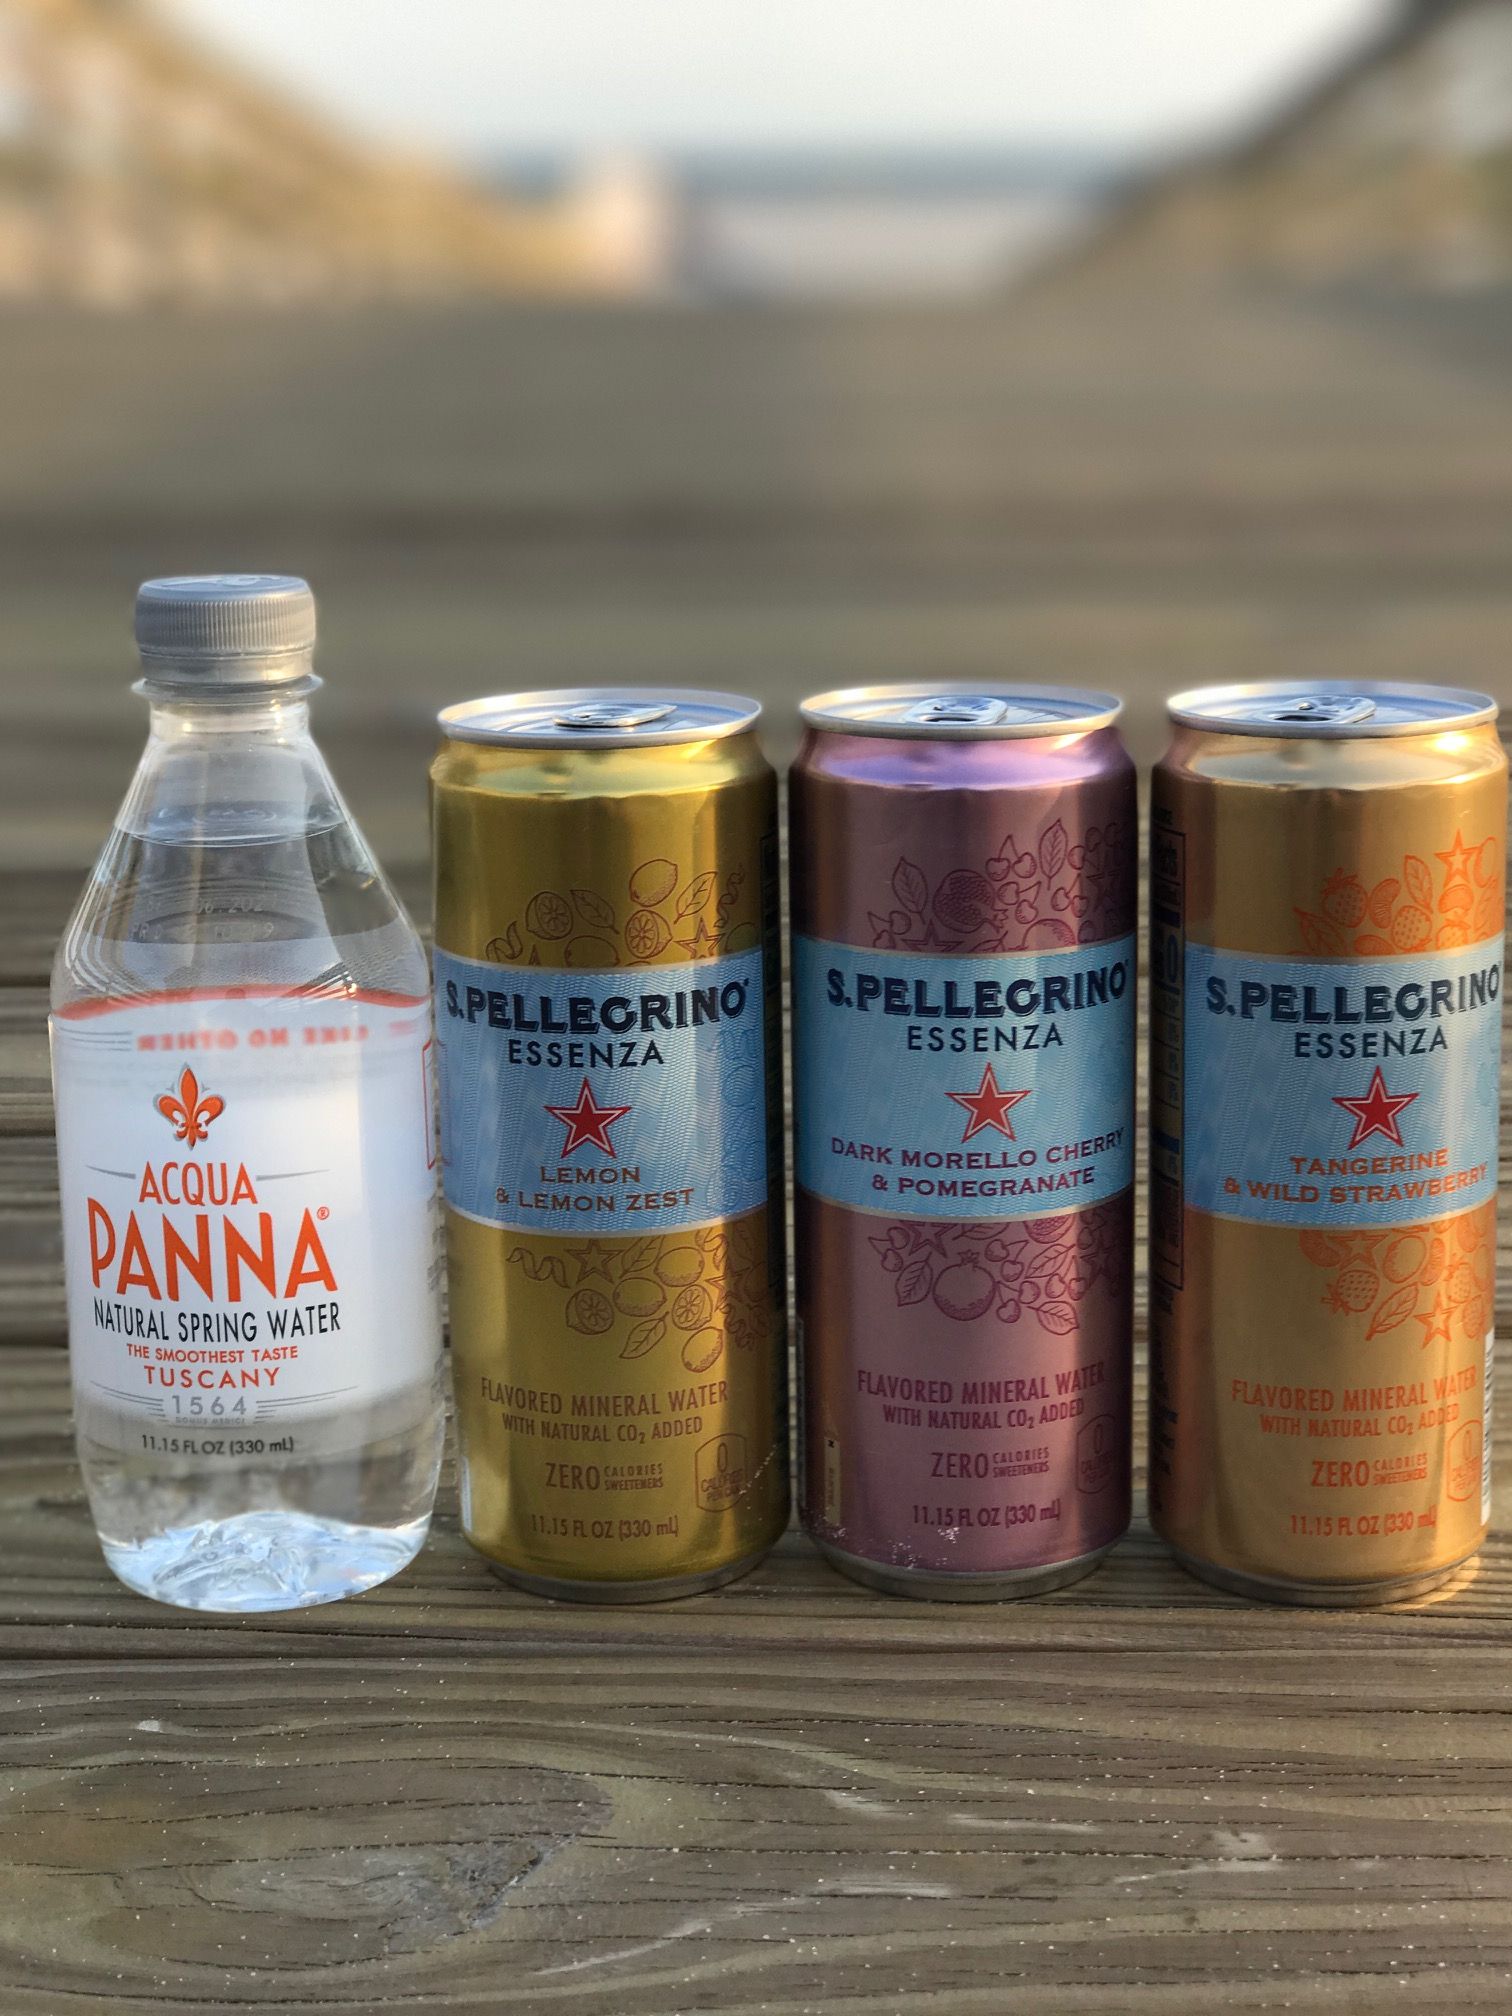 ACQUA
PANNA®
NATURAL SPRING WATER
THE SMOOTHEST TASTE
TUSCANY
1564
11.15 FL OZ (330 mL)
S.PELLEGRINO
ESSENZA
LEMON
& LEMON ZEST
FLAVORED MINERAL WATER
WITH NATURAL CO₂ ADDED
ZERO CALORIES
SWEETENERS
0
CALORIES
PER CAN
11.15 FL OZ (330 mL)
S.PELLEGRINO
ESSENZA
DARK MORELLO CHERRY
& POMEGRANATE
FLAVORED MINERAL WATER
WITH NATURAL CO₂ ADDED
ZERO CALORIES
SWEETENERS
11.15 FL OZ (330 mL)
S.PELLEGRINO
ESSENZA
TANGERINE
& WILD STRAWBERRY
FLAVORED MINERAL WATER
WITH NATURAL CO₂ ADDED
ZERO CALORIES
SWEETENERS
11.15 FL OZ (330 mL)